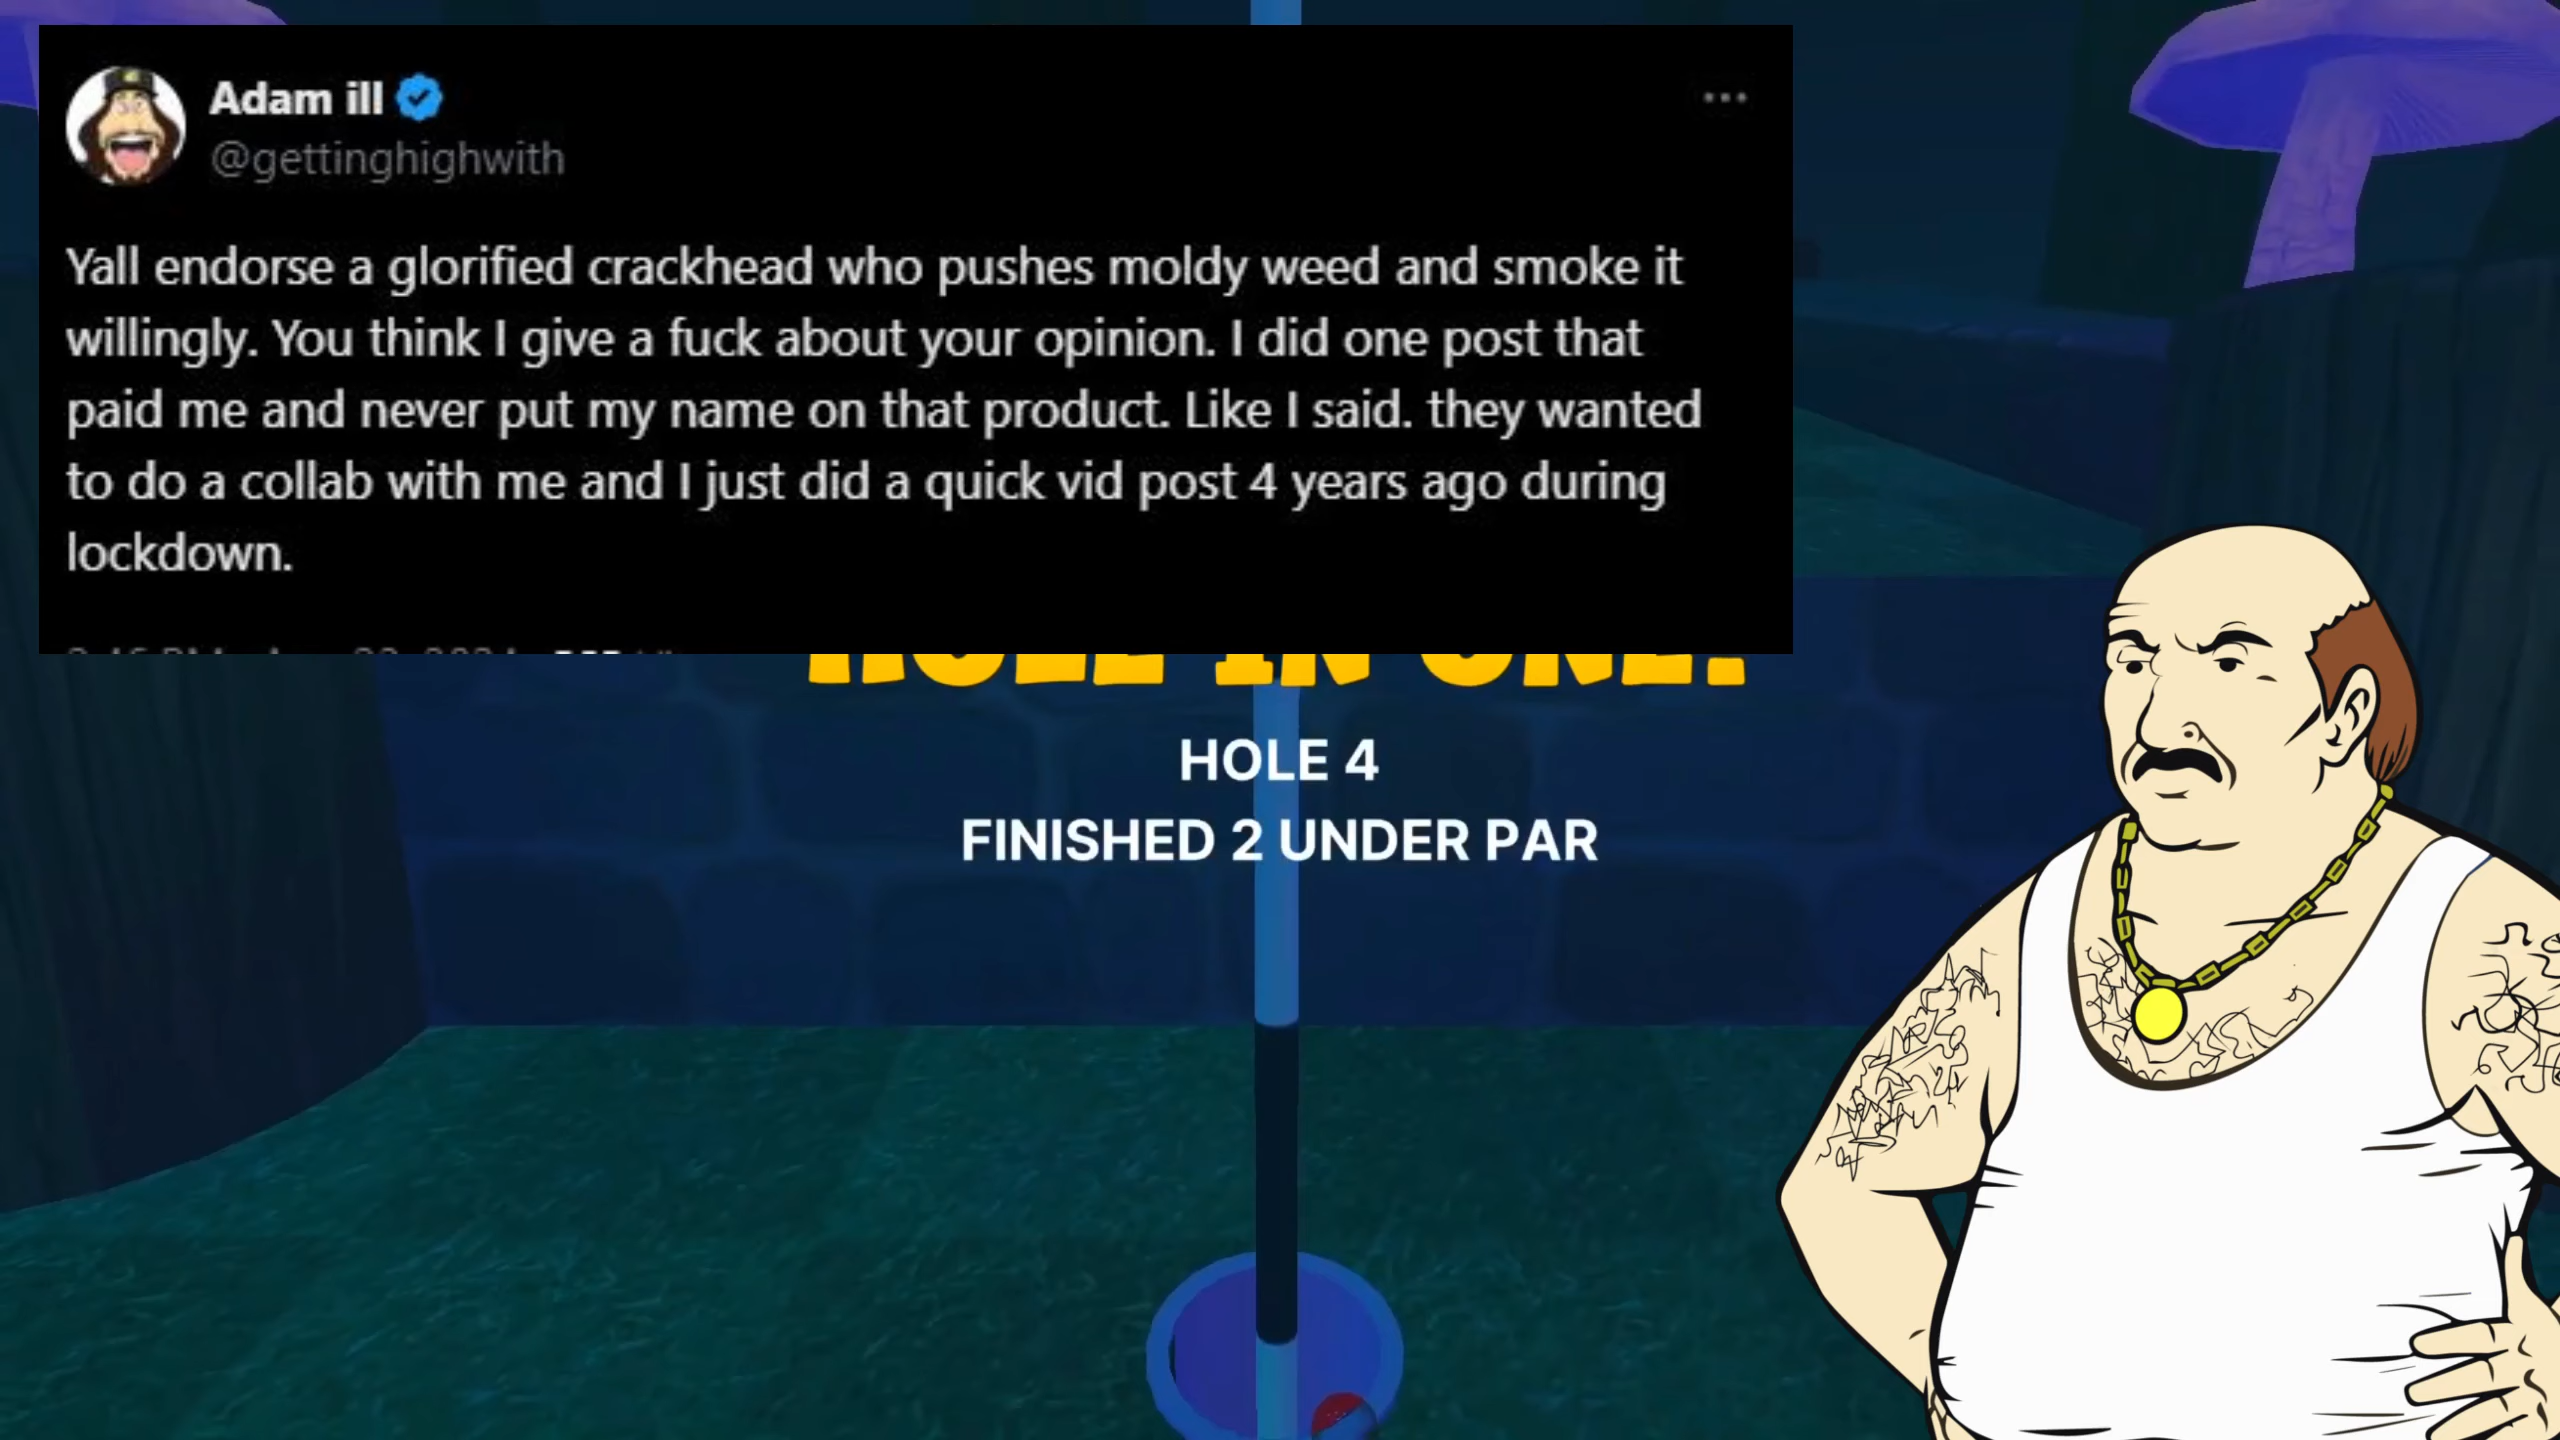 Adam ill
@gettinghighwith
Yall endorse a glorified crackhead who pushes moldy weed and smoke it
willingly. You think I give a fuck about your opinion. I did one post that
paid me and never put my name on that product. Like I said. they wanted
to do a collab with me and I just did a quick vid post 4 years ago during
lockdown.
HOLE IN ONE!
HOLE 4
FINISHED 2 UNDER PAR